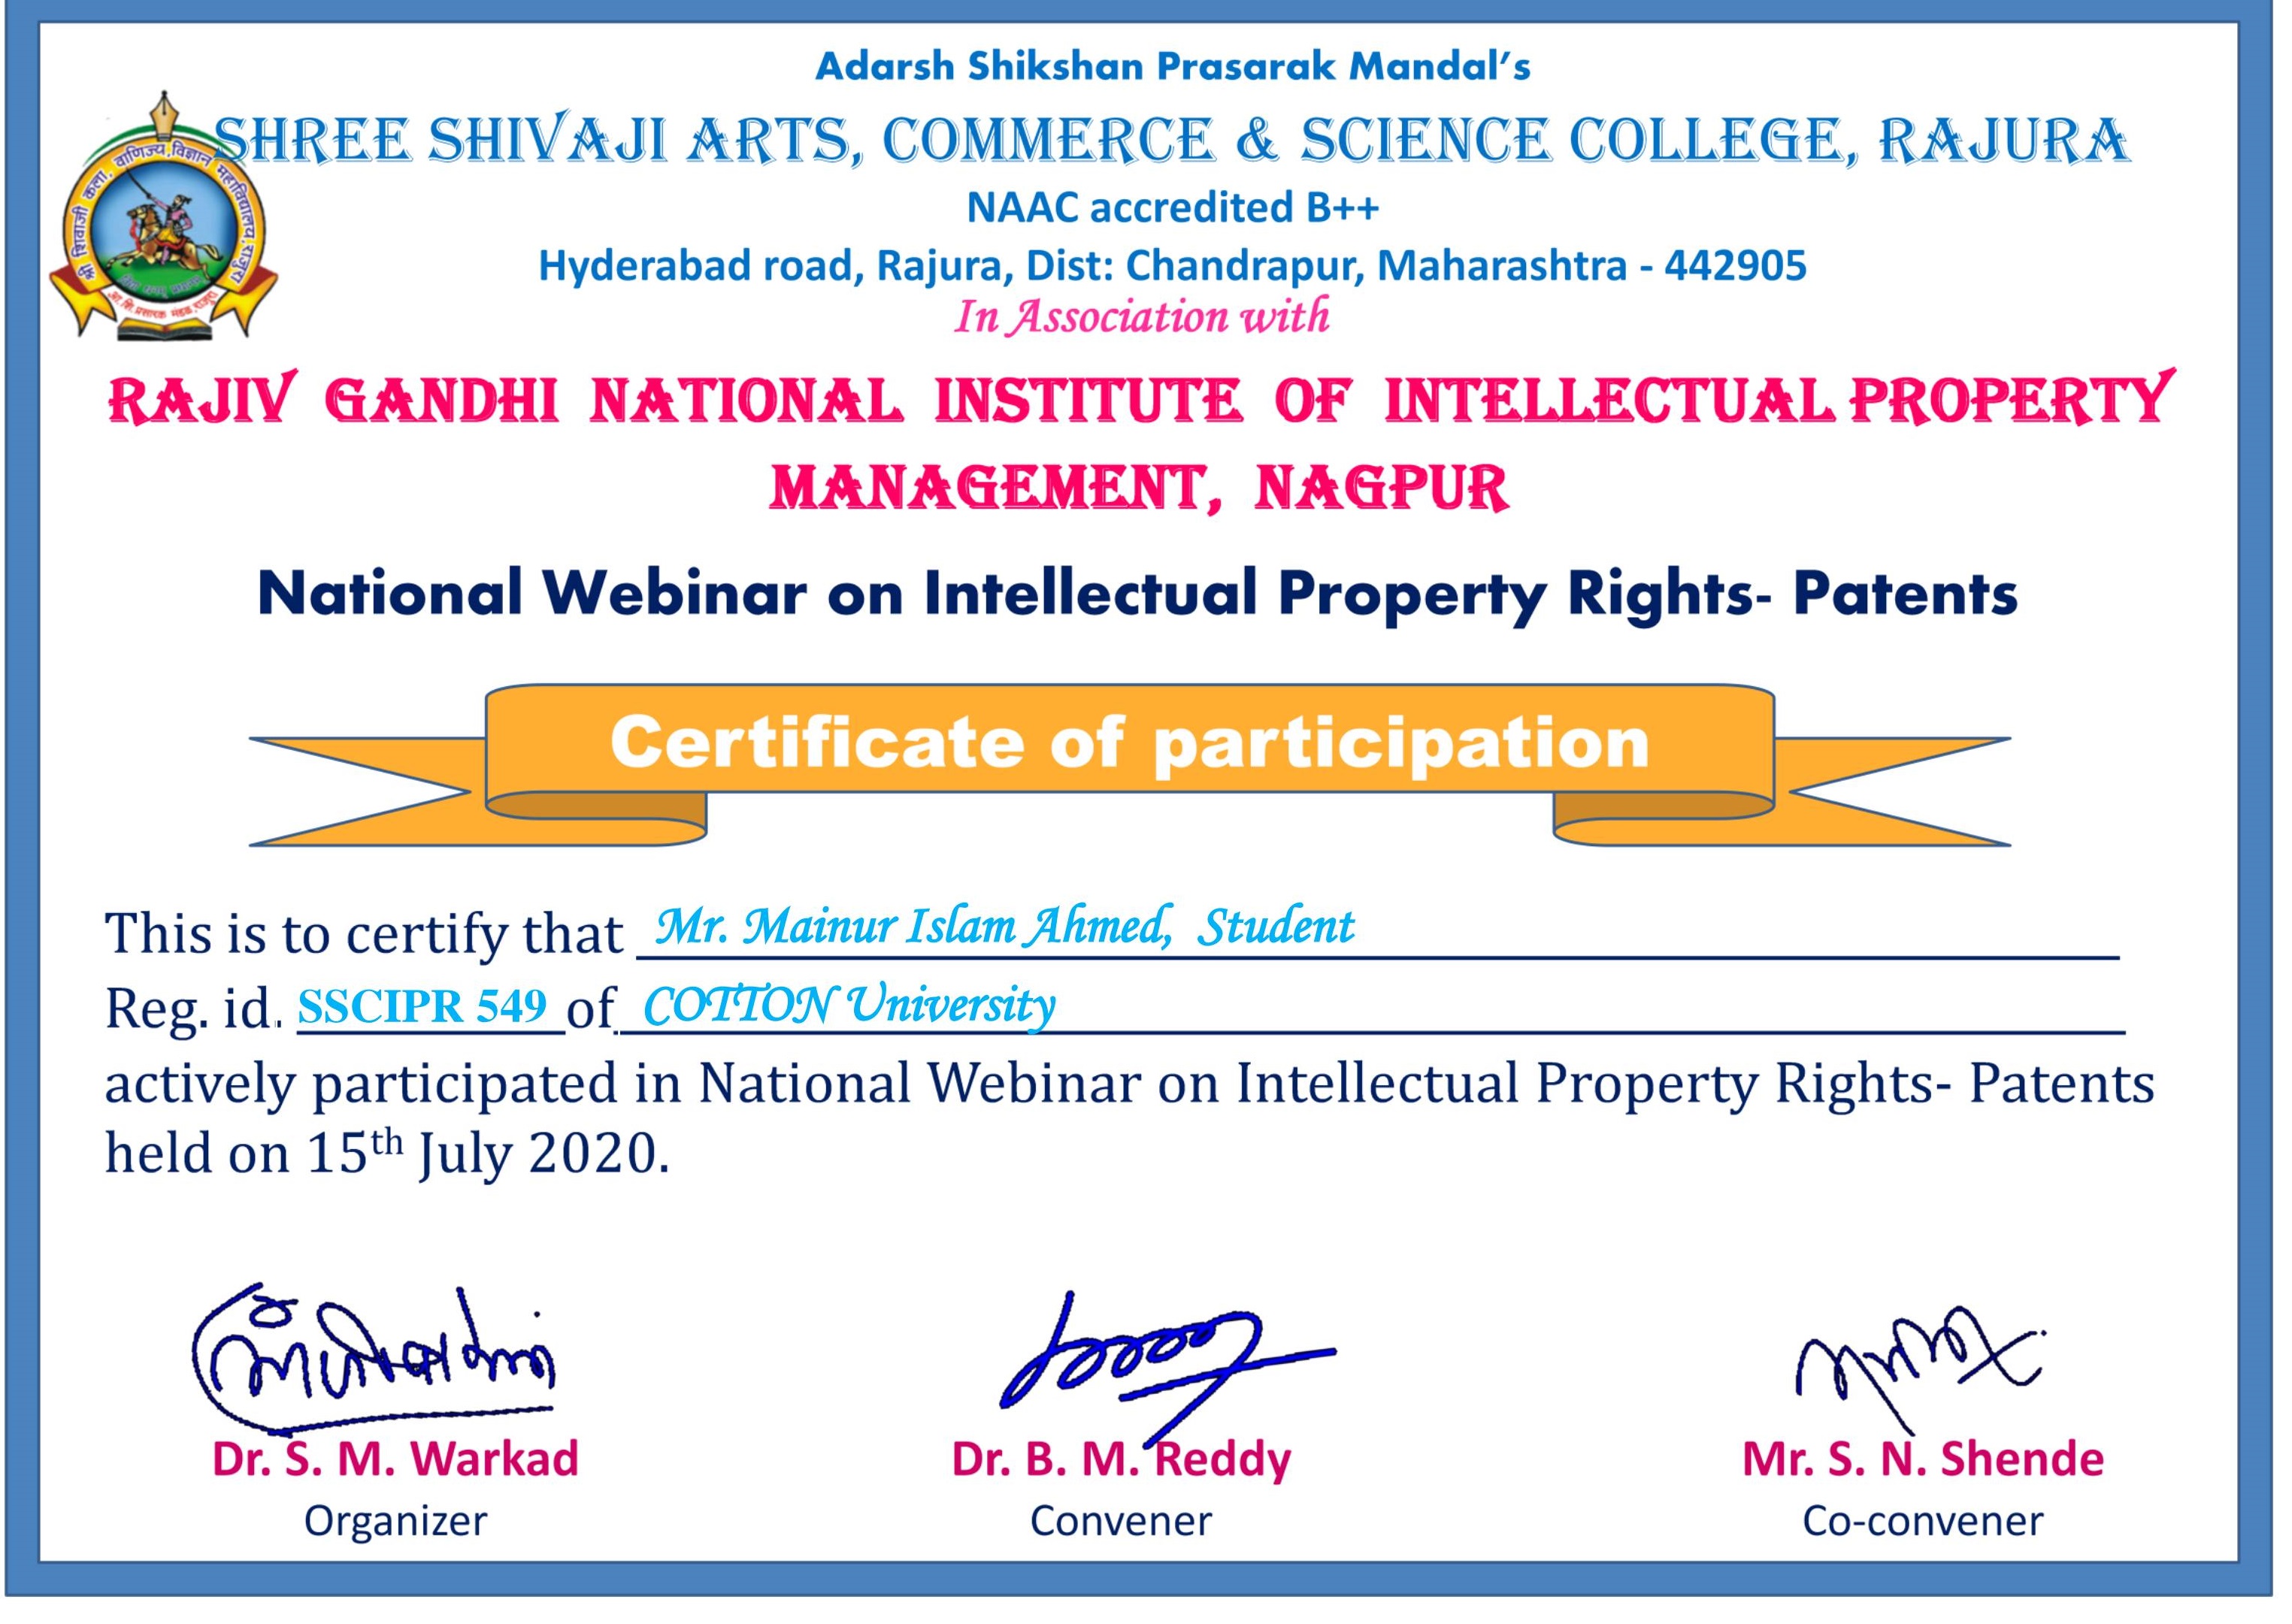 Adarsh Shikshan Prasarak Mandal's
SHREE SHIVAJI ARTS, COMMERCE & SCIENCE COLLEGE, RAJURA
NAAC accredited B++
Hyderabad road, Rajura, Dist: Chandrapur, Maharashtra - 442905
श्री शिवाजी कला, वाणिज्य, विज्ञान महाविद्यालय, राजुरा
In Association with
RAJIV GANDHI NATIONAL INSTITUTE OF INTELLECTUAL PROPERTY
MANAGEMENT, NAGPUR
National Webinar on Intellectual Property Rights- Patents
Certificate of participation
This is to certify that Mr. Mainur Islam Ahmed, Student
Reg. id. SSCIPR 549 of COTTON University
actively participated in National Webinar on Intellectual Property Rights- Patents
held on 15th July 2020.
Dr. S. M. Warkad Dr. B. M. Reddy Mr. S. N. Shende
Organizer Convener Co-convener